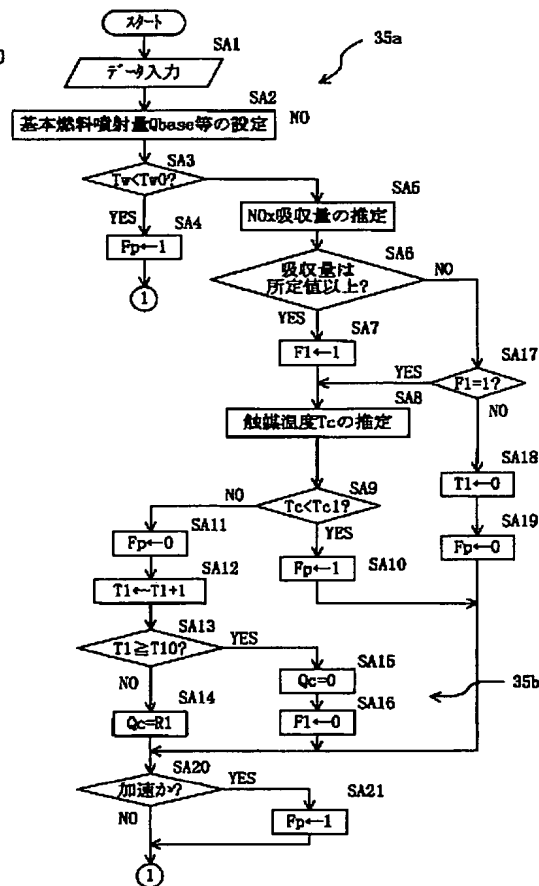 スタート
SA1
35a
データ入力
SA2
基本燃料噴射量Qbase等の設定
NO
SA3
Tw<Tw0?
SA5
YES
SA4
NOx吸収量の推定
Fp←1
SA6
吸収量は
所定値以上?
NO
①
YES
SA7
F1←1
SA17
YES
F1=1?
SA8
NO
触媒温度Tcの推定
SA18
T1←0
SA9
NO
Tc<Tc1?
SA19
SA11
YES
Fp←0
Fp←0
SA10
SA12
Fp←1
T1←T1+1
SA13
T1≧T10?
YES
SA15
Qc=0
35b
NO
SA14
SA16
Qc=R1
F1←0
SA20
加速か?
YES
SA21
NO
Fp←1
①